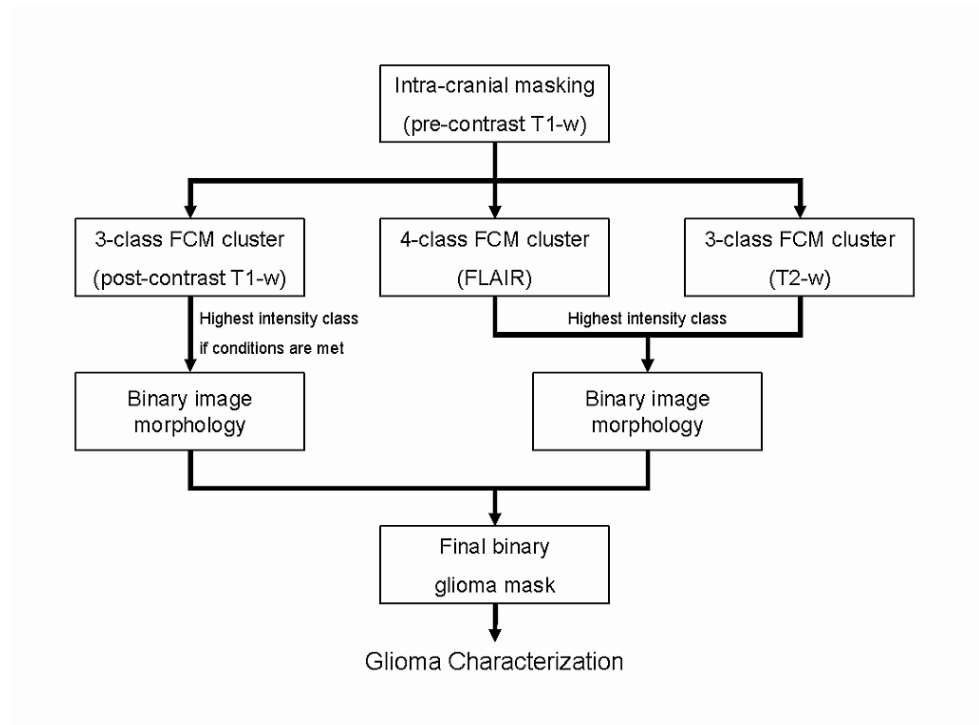 Intra-cranial masking
(pre-contrast T1-w)
3-class FCM cluster
(post-contrast T1-w)
4-class FCM cluster
(FLAIR)
3-class FCM cluster
(T2-w)
Highest intensity class
if conditions are met
Highest intensity class
Binary image
morphology
Binary image
morphology
Final binary
glioma mask
Glioma Characterization